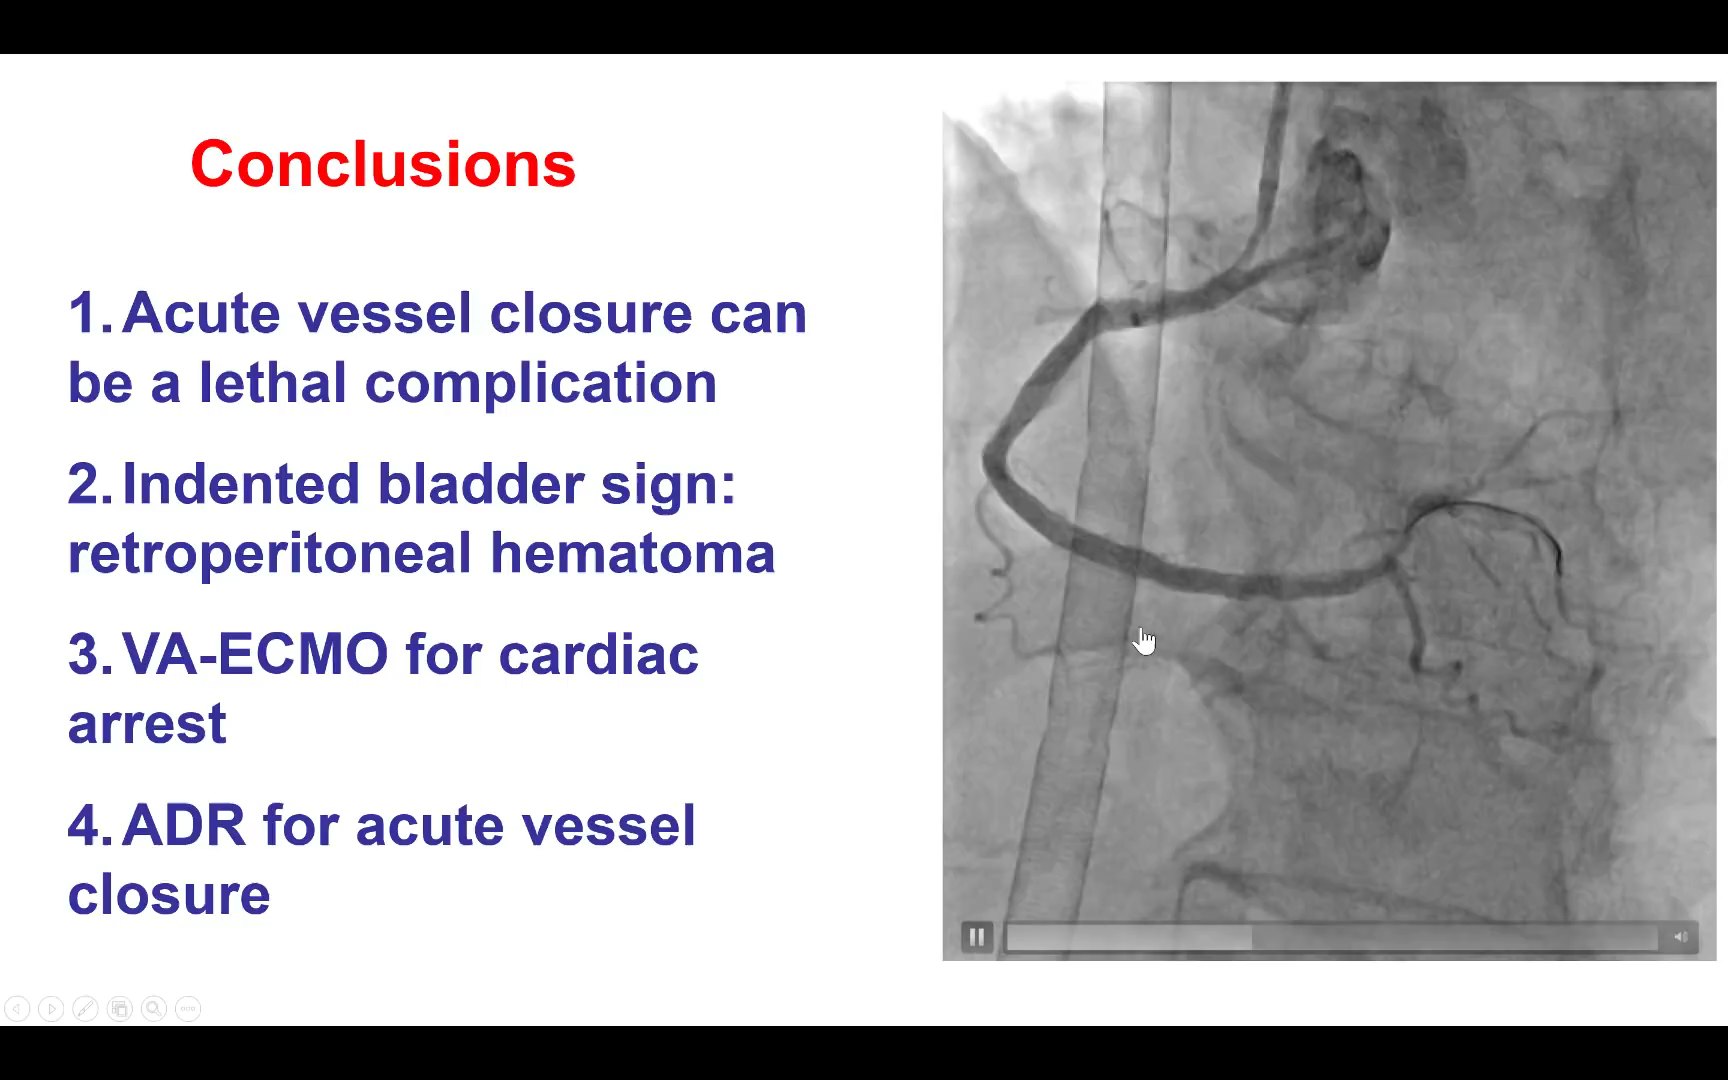 Conclusions
1. Acute vessel closure can
be a lethal complication
2. Indented bladder sign:
retroperitoneal hematoma
3. VA-ECMO for cardiac
arrest
4. ADR for acute vessel
closure